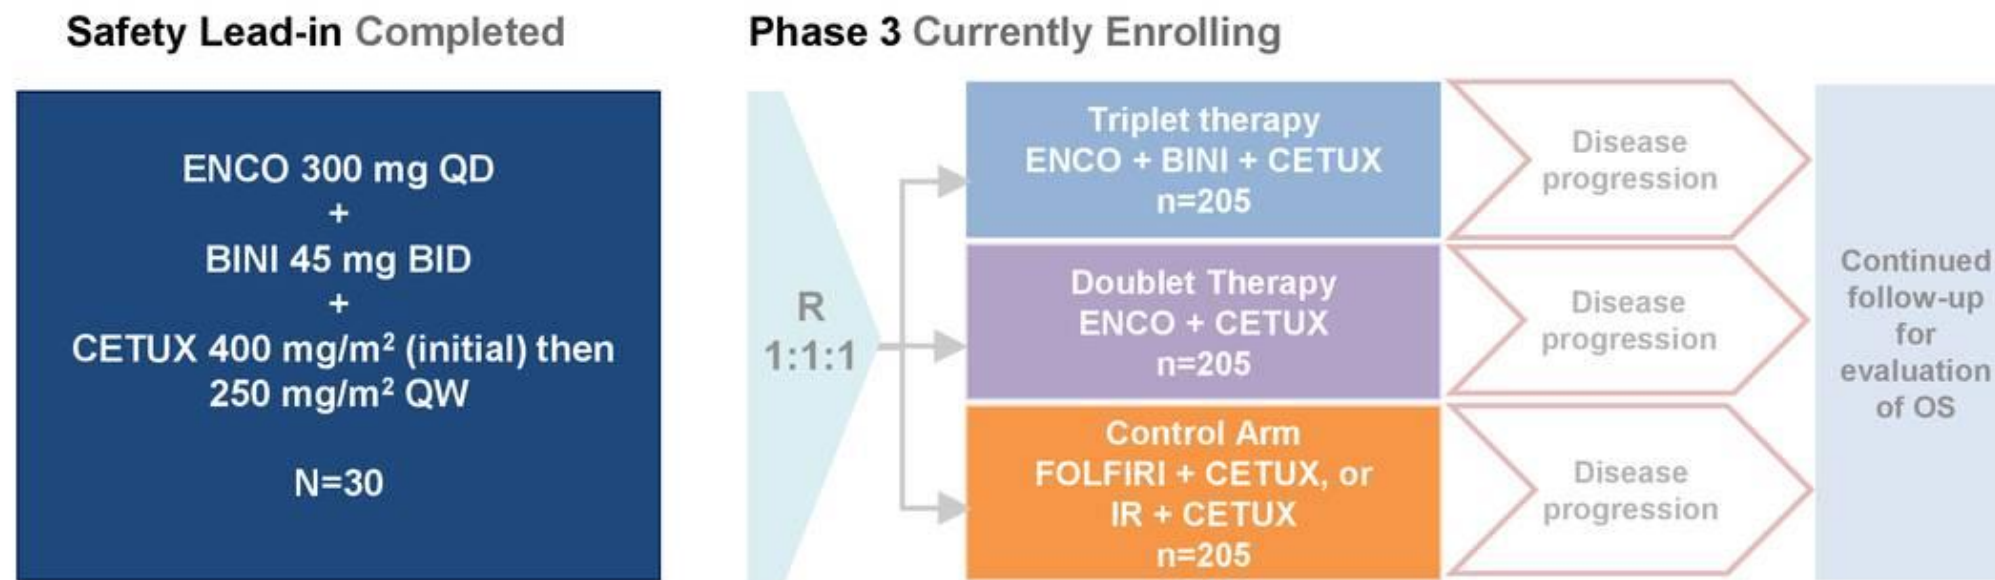 Safety Lead-in Completed
ENCO 300 mg QD
+
BINI 45 mg BID
+
CETUX 400 mg/m² (initial) then
250 mg/m² QW
N=30
Phase 3 Currently Enrolling
R
1:1:1
Triplet therapy
ENCO + BINI + CETUX
n=205
Disease
progression
Doublet Therapy
ENCO + CETUX
n=205
Disease
progression
Control Arm
FOLFIRI + CETUX, or
IR + CETUX
n=205
Disease
progression
Continued
follow-up
for
evaluation
of OS